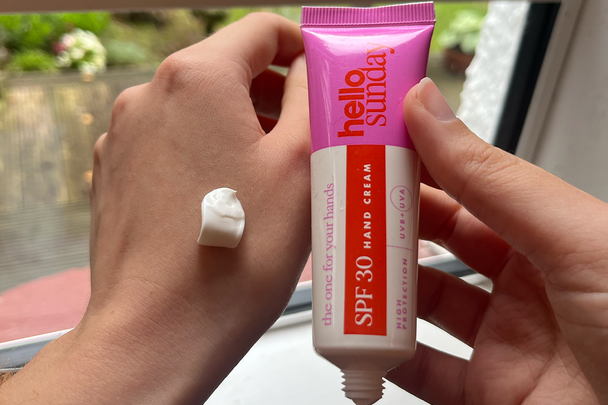 hello
sunday
the one for your hands
SPF 30 HAND CREAM
HIGH
PROTECTION
UVB+UVA